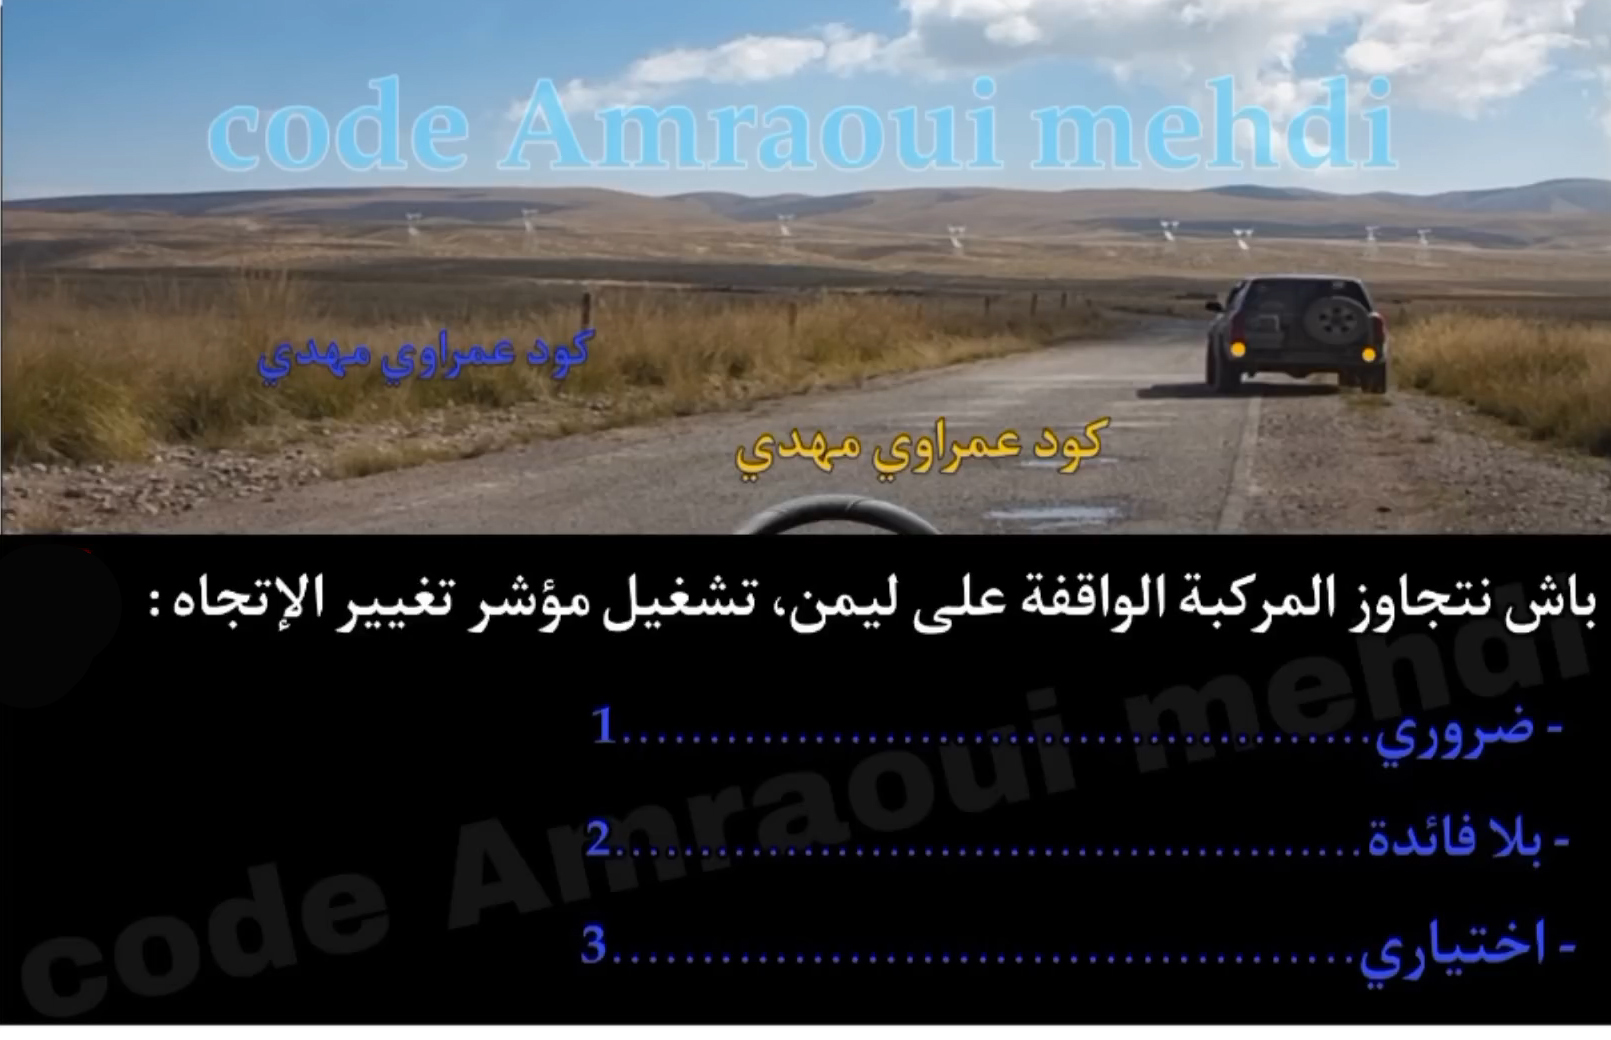 code Amraoui mehdi
كود عمراوي مهدي
كود عمراوي مهدي
باش نتجاوز المركبة الواقفة على ليمن، تشغيل مؤشر تغيير الإتجاه :
- ضروري.............................................1
- بلا فائدة.............................................2
- اختياري.............................................3
code Amraoui mehdi